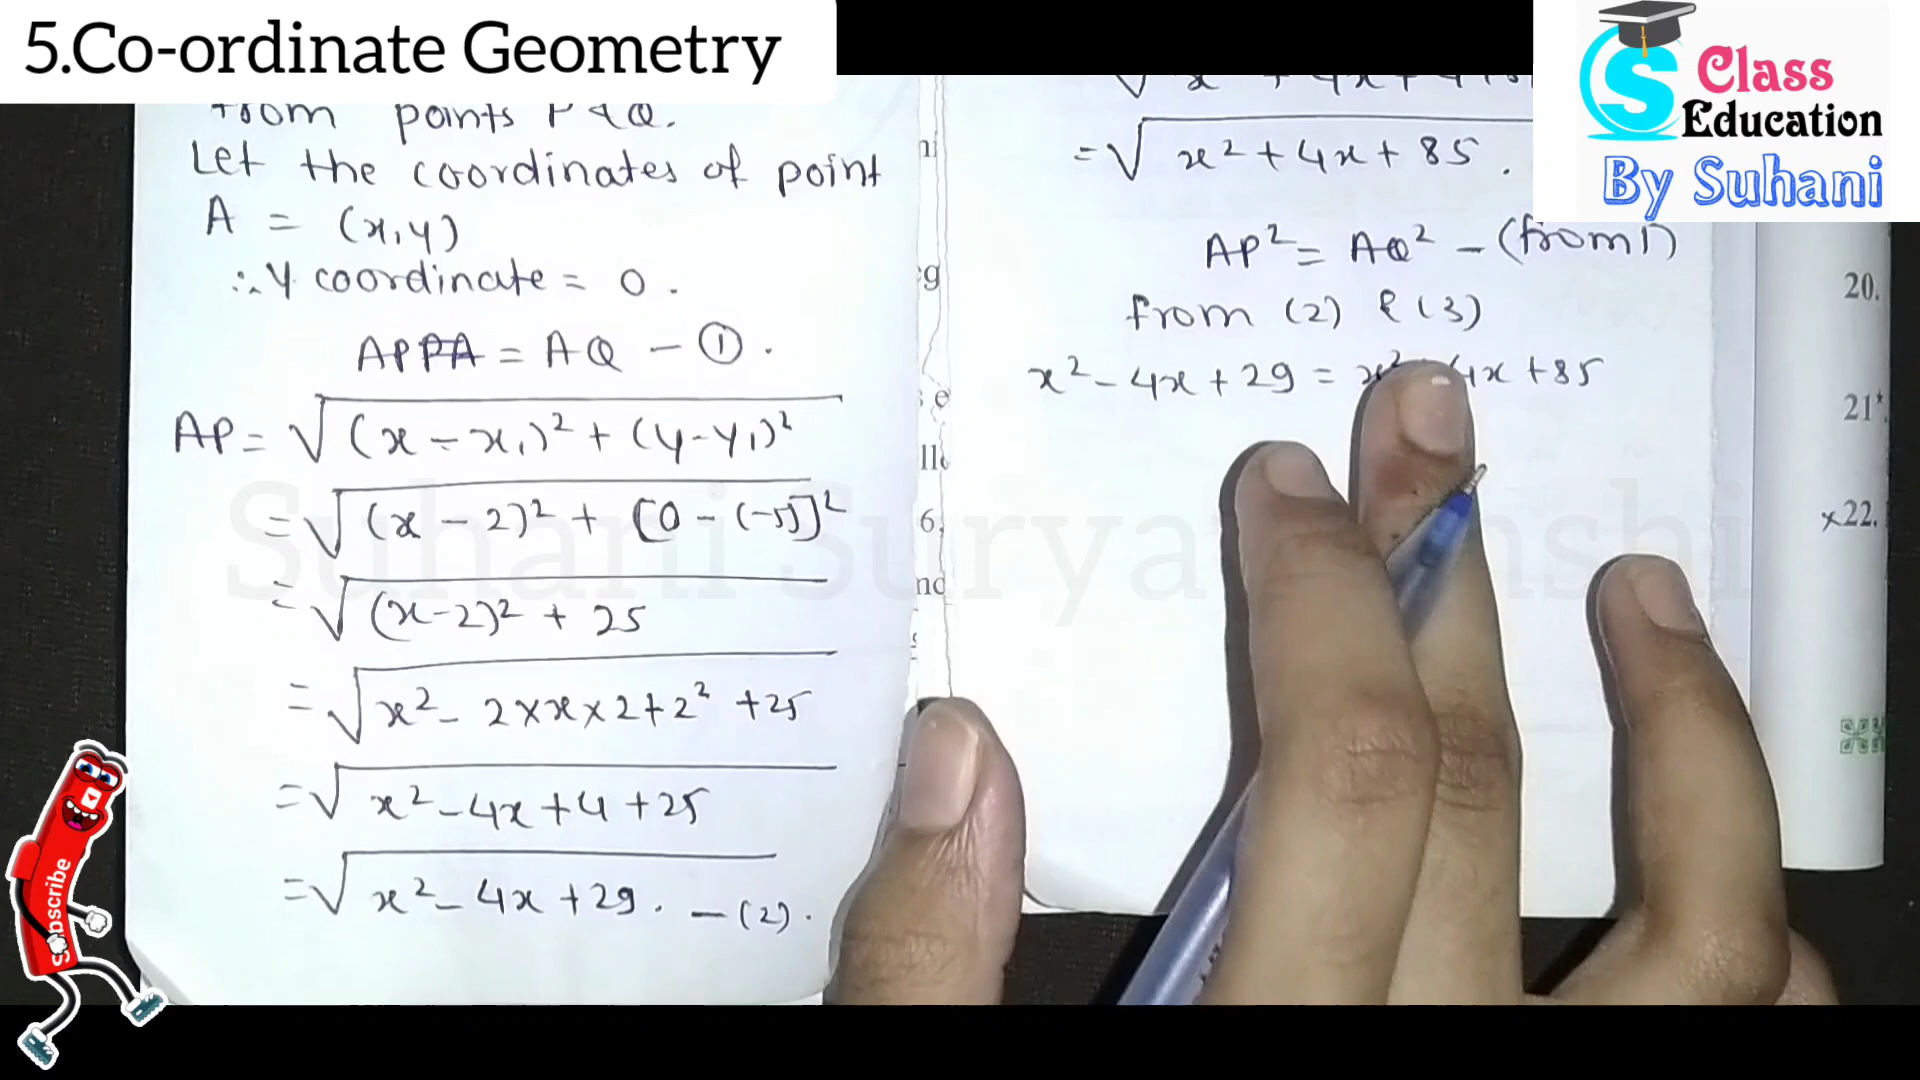 5.Co-ordinate Geometry
from points P & Q.
Let the coordinates of point
A = (x,y)
∴ y coordinate = 0.
AP = AQ - ①.
AP = √(x - x₁)² + (y-y₁)²
= √(x - 2)² + [0 - (-5)]²
= √(x-2)² + 25
= √x² - 2×x×2+2² +25
= √x² -4x +4 +25
= √x² - 4x +29. - (2).
= √x² + 4x + 85.
AP² = AQ² - (from 1)
from (2) & (3)
x² - 4x + 29 = x² 4x +85
20.
21*.
×22.
6,
Class
Education
By Suhani
Suhani Suryavanshi